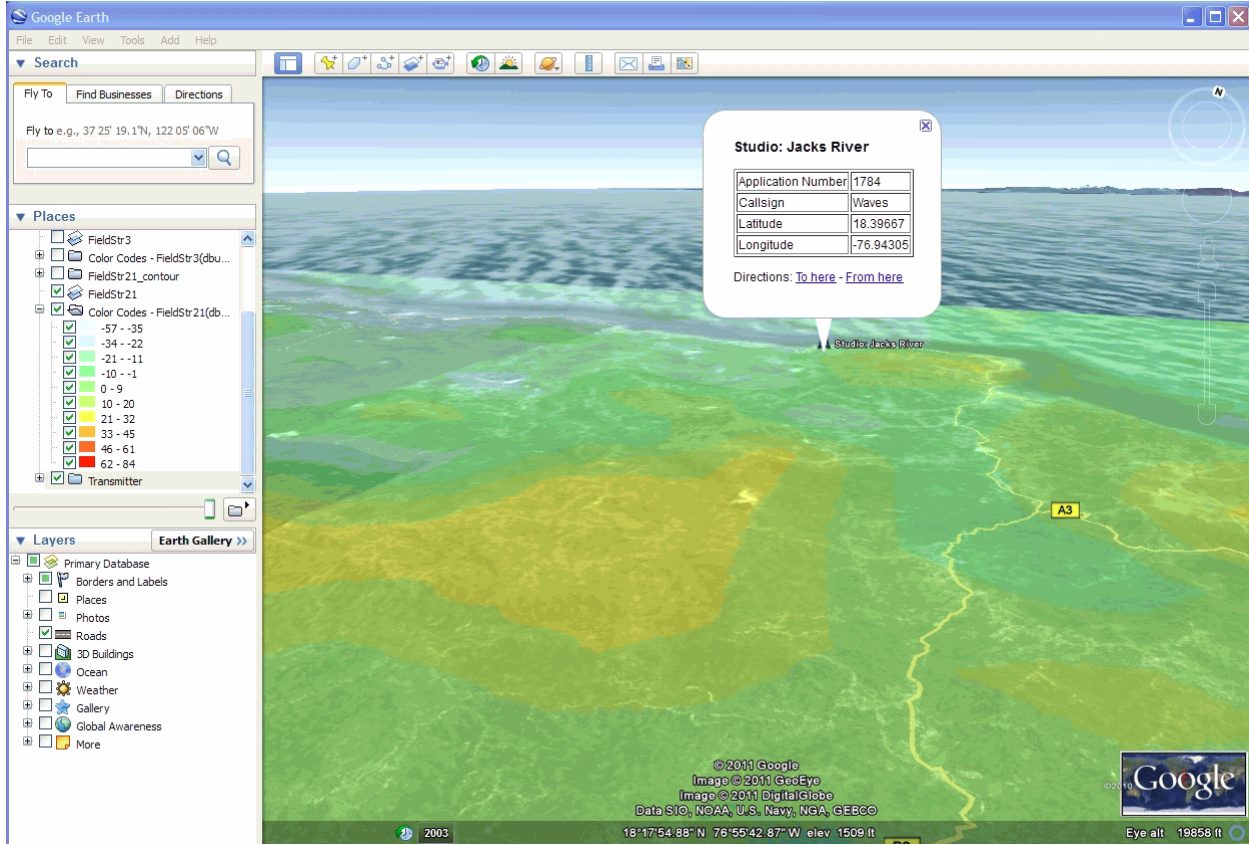 Google Earth
File Edit View Tools Add Help
Search
Fly To Find Businesses Directions
Fly to e.g., 37 25' 19.1"N, 122 05' 06"W
Places
FieldStr3
Color Codes - FieldStr3(dbu...
FieldStr21_contour
FieldStr21
Color Codes - FieldStr21(db...
-57 - -35
-34 - -22
-21 - -11
-10 - -1
0 - 9
10 - 20
21 - 32
33 - 45
46 - 61
62 - 84
Transmitter
Layers Earth Gallery >>
Primary Database
Borders and Labels
Places
Photos
Roads
3D Buildings
Ocean
Weather
Gallery
Global Awareness
More
N
Studio: Jacks River
Application Number 1784
Callsign Waves
Latitude 18.39667
Longitude -76.94305
Directions: To here - From here
Studio: Jacks River
A3
© 2011 Google
Image © 2011 GeoEye
Image © 2011 DigitalGlobe
Data SIO, NOAA, U.S. Navy, NGA, GEBCO
©2010 Google
2003 18°17'54.88" N 76°55'42.87" W elev 1509 ft Eye alt 19858 ft